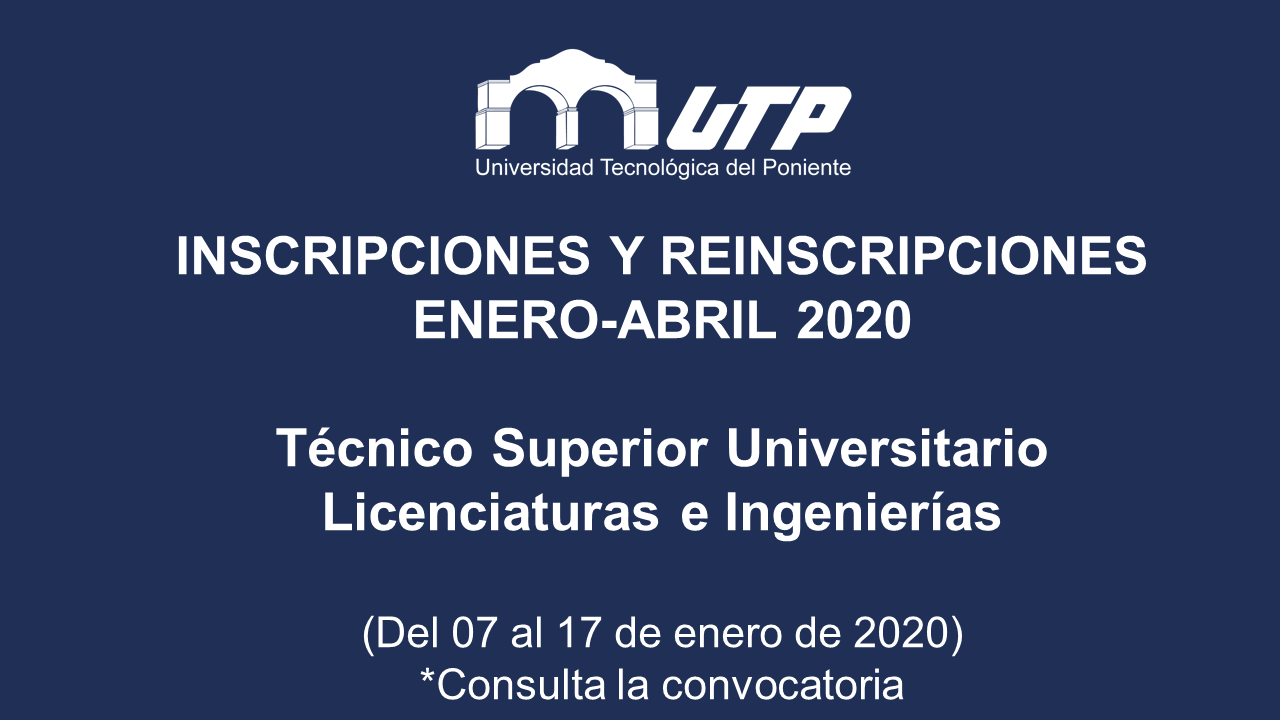 UTP
Universidad Tecnológica del Poniente
INSCRIPCIONES Y REINSCRIPCIONES
ENERO-ABRIL 2020
Técnico Superior Universitario
Licenciaturas e Ingenierías
(Del 07 al 17 de enero de 2020)
*Consulta la convocatoria